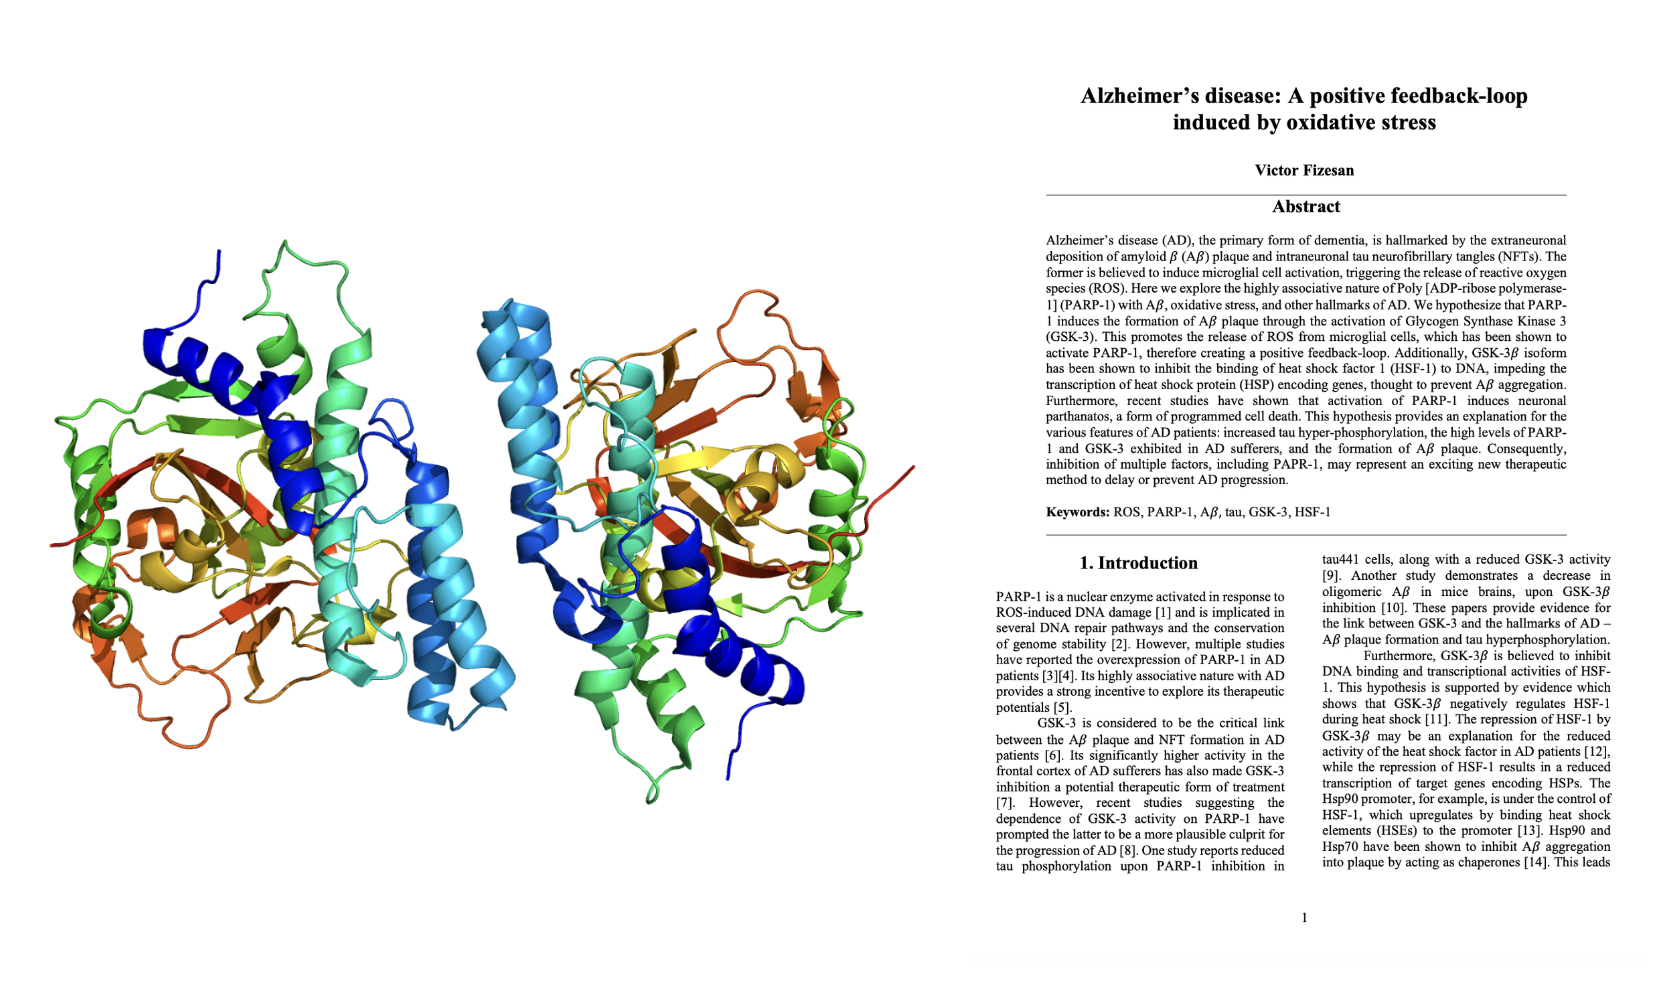 Alzheimer's disease: A positive feedback-loop
induced by oxidative stress
Victor Fizesan
Abstract
Alzheimer's disease (AD), the primary form of dementia, is hallmarked by the extraneuronal
deposition of amyloid β (Aβ) plaque and intraneuronal tau neurofibrillary tangles (NFTs). The
former is believed to induce microglial cell activation, triggering the release of reactive oxygen
species (ROS). Here we explore the highly associative nature of Poly [ADP-ribose polymerase-
1] (PARP-1) with Aβ, oxidative stress, and other hallmarks of AD. We hypothesize that PARP-
1 induces the formation of Aβ plaque through the activation of Glycogen Synthase Kinase 3
(GSK-3). This promotes the release of ROS from microglial cells, which has been shown to
activate PARP-1, therefore creating a positive feedback-loop. Additionally, GSK-3β isoform
has been shown to inhibit the binding of heat shock factor 1 (HSF-1) to DNA, impeding the
transcription of heat shock protein (HSP) encoding genes, thought to prevent Aβ aggregation.
Furthermore, recent studies have shown that activation of PARP-1 induces neuronal
parthanatos, a form of programmed cell death. This hypothesis provides an explanation for the
various features of AD patients: increased tau hyper-phosphorylation, the high levels of PARP-
1 and GSK-3 exhibited in AD sufferers, and the formation of Aβ plaque. Consequently,
inhibition of multiple factors, including PAPR-1, may represent an exciting new therapeutic
method to delay or prevent AD progression.
Keywords: ROS, PARP-1, Aβ, tau, GSK-3, HSF-1
1. Introduction
PARP-1 is a nuclear enzyme activated in response to
ROS-induced DNA damage [1] and is implicated in
several DNA repair pathways and the conservation
of genome stability [2]. However, multiple studies
have reported the overexpression of PARP-1 in AD
patients [3][4]. Its highly associative nature with AD
provides a strong incentive to explore its therapeutic
potentials [5].
GSK-3 is considered to be the critical link
between the Aβ plaque and NFT formation in AD
patients [6]. Its significantly higher activity in the
frontal cortex of AD sufferers has also made GSK-3
inhibition a potential therapeutic form of treatment
[7]. However, recent studies suggesting the
dependence of GSK-3 activity on PARP-1 have
prompted the latter to be a more plausible culprit for
the progression of AD [8]. One study reports reduced
tau phosphorylation upon PARP-1 inhibition in
tau441 cells, along with a reduced GSK-3 activity
[9]. Another study demonstrates a decrease in
oligomeric Aβ in mice brains, upon GSK-3β
inhibition [10]. These papers provide evidence for
the link between GSK-3 and the hallmarks of AD –
Aβ plaque formation and tau hyperphosphorylation.
Furthermore, GSK-3β is believed to inhibit
DNA binding and transcriptional activities of HSF-
1. This hypothesis is supported by evidence which
shows that GSK-3β negatively regulates HSF-1
during heat shock [11]. The repression of HSF-1 by
GSK-3β may be an explanation for the reduced
activity of the heat shock factor in AD patients [12],
while the repression of HSF-1 results in a reduced
transcription of target genes encoding HSPs. The
Hsp90 promoter, for example, is under the control of
HSF-1, which upregulates by binding heat shock
elements (HSEs) to the promoter [13]. Hsp90 and
Hsp70 have been shown to inhibit Aβ aggregation
into plaque by acting as chaperones [14]. This leads
1